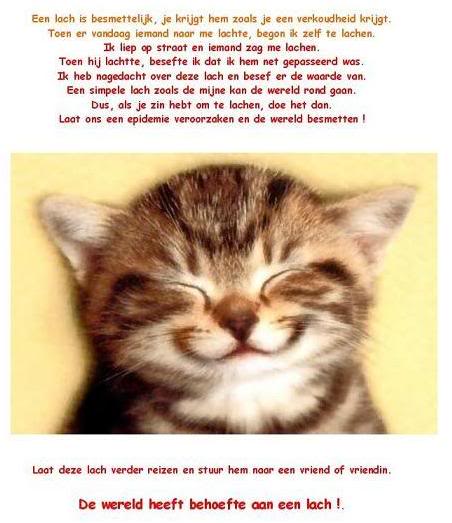 Een lach is besmettelijk, je krijgt hem zoals je een verkoudheid krijgt.
Toen er vandaag iemand naar me lachte, begon ik zelf te lachen.
Ik liep op straat en iemand zag me lachen.
Toen hij lachtte, besefte ik dat ik hem net gepasseerd was.
Ik heb nagedacht over deze lach en besef er de waarde van.
Een simpele lach zoals de mijne kan de wereld rond gaan.
Dus, als je zin hebt om te lachen, doe het dan.
Laat ons een epidemie veroorzaken en de wereld besmetten !
Laat deze lach verder reizen en stuur hem naar een vriend of vriendin.
De wereld heeft behoefte aan een lach !.